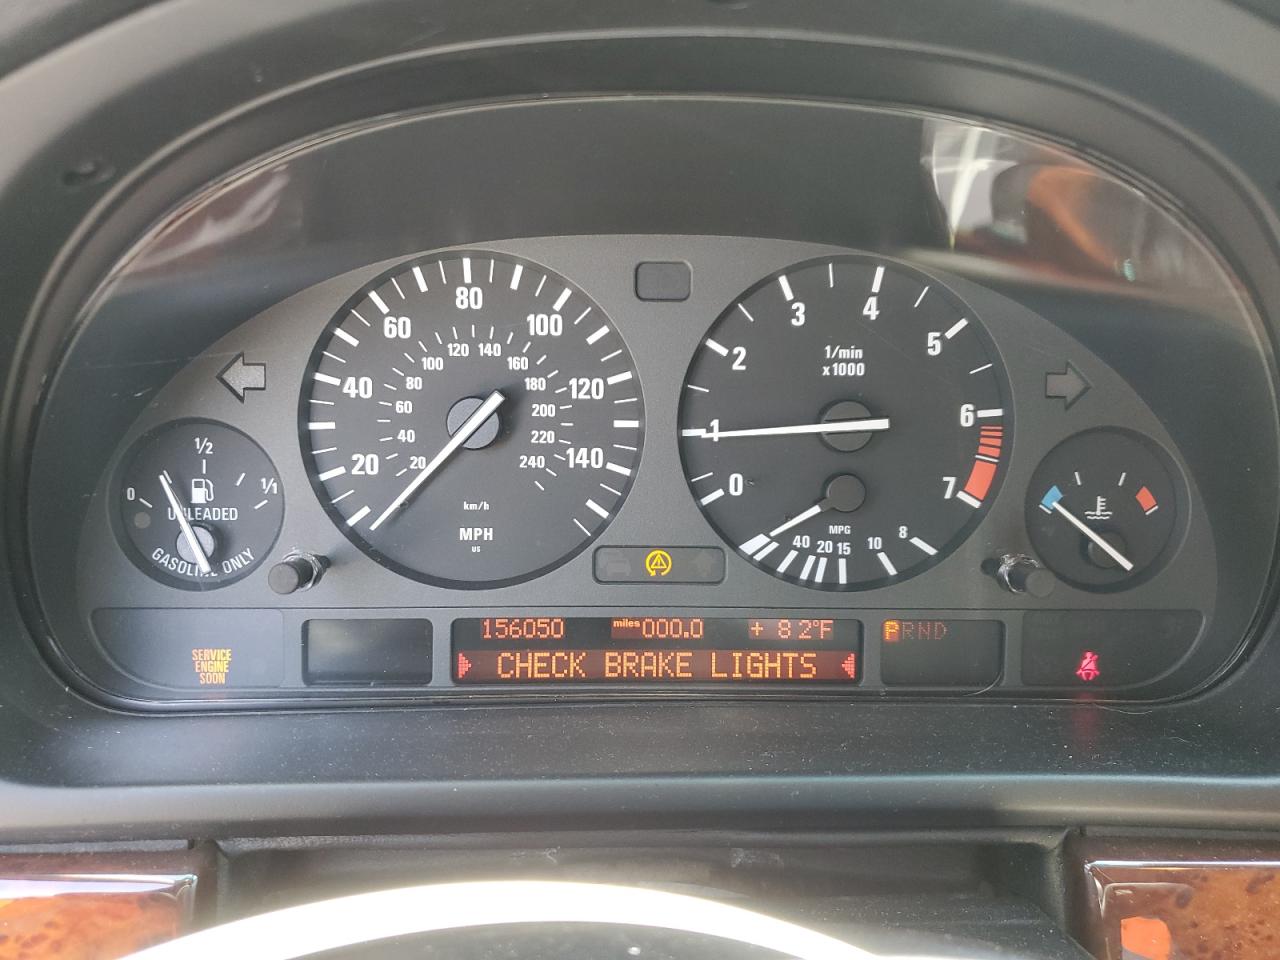 80
60 100
120 140
100 160
40 80 180 120
60 200
40 220
20 20 240 140
km/h
MPH
US
3 4
2 5
1/min
x1000
1 6
0 7
MPG
40 20 15 10 8
1/2
0 1/1
UNLEADED
GASOLINE ONLY
156050 miles 000.0 + 82°F
PRND
CHECK BRAKE LIGHTS
SERVICE
ENGINE
SOON